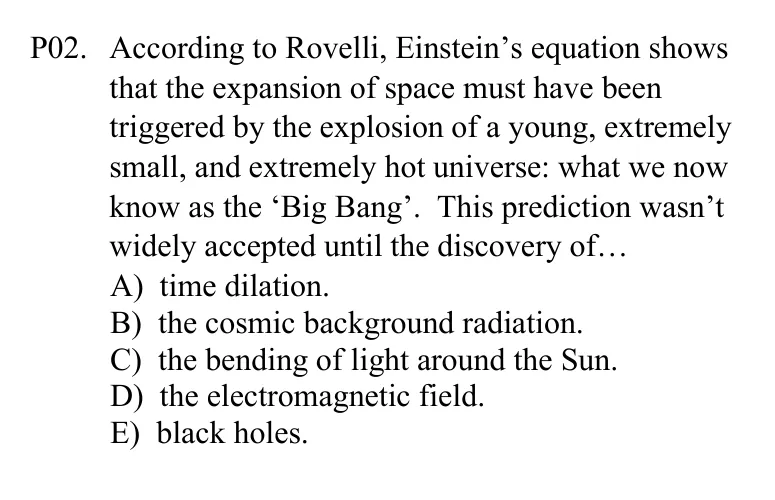 P02. According to Rovelli, Einstein’s equation shows
that the expansion of space must have been
triggered by the explosion of a young, extremely
small, and extremely hot universe: what we now
know as the ‘Big Bang’. This prediction wasn’t
widely accepted until the discovery of…
A) time dilation.
B) the cosmic background radiation.
C) the bending of light around the Sun.
D) the electromagnetic field.
E) black holes.